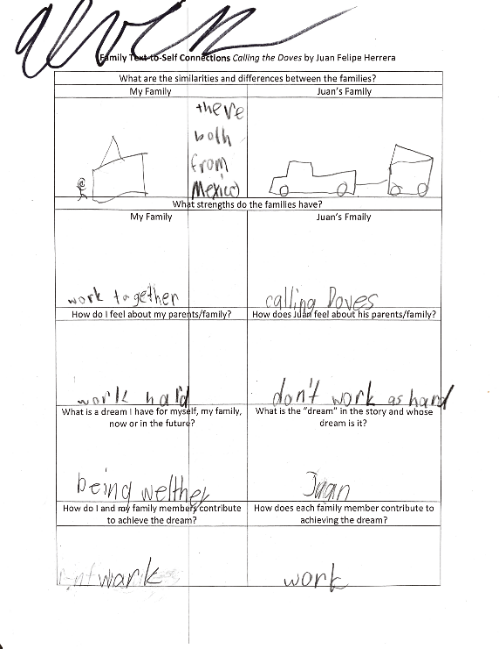 Family Text-to-Self Connections Calling the Doves by Juan Felipe Herrera
What are the similarities and differences between the families?
My Family Juan's Family
theve
both
from
Mexico
What strengths do the families have?
My Family Juan's Fmaily
work together calling Doves
How do I feel about my parents/family? How does Juan feel about his parents/family?
work hard don't work as hard
What is a dream I have for myself, my family, What is the "dream" in the story and whose
now or in the future? dream is it?
being welthey Juan
How do I and my family members contribute How does each family member contribute to
to achieve the dream? achieving the dream?
wark work